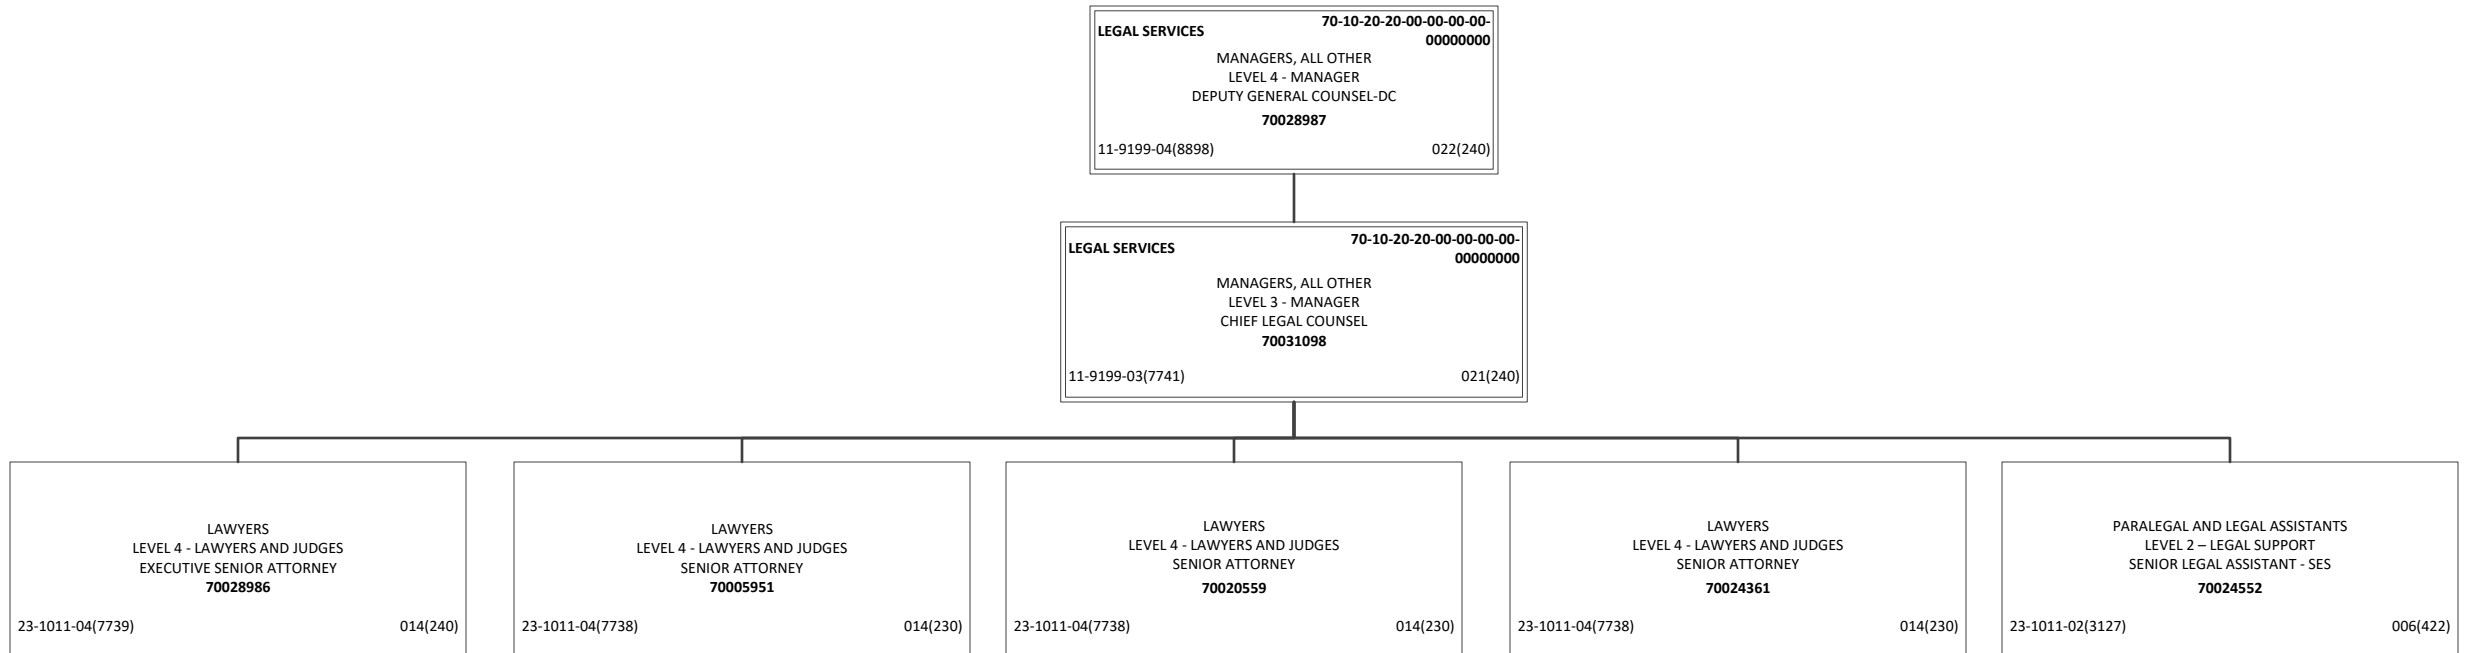 LEGAL SERVICES
70-10-20-20-00-00-00-00-
00000000
MANAGERS, ALL OTHER
LEVEL 4 - MANAGER
DEPUTY GENERAL COUNSEL-DC
70028987
11-9199-04(8898)
022(240)
LEGAL SERVICES
70-10-20-20-00-00-00-00-
00000000
MANAGERS, ALL OTHER
LEVEL 3 - MANAGER
CHIEF LEGAL COUNSEL
70031098
11-9199-03(7741)
021(240)
LAWYERS
LEVEL 4 - LAWYERS AND JUDGES
EXECUTIVE SENIOR ATTORNEY
70028986
23-1011-04(7739)
014(240)
LAWYERS
LEVEL 4 - LAWYERS AND JUDGES
SENIOR ATTORNEY
70005951
23-1011-04(7738)
014(230)
LAWYERS
LEVEL 4 - LAWYERS AND JUDGES
SENIOR ATTORNEY
70020559
23-1011-04(7738)
014(230)
LAWYERS
LEVEL 4 - LAWYERS AND JUDGES
SENIOR ATTORNEY
70024361
23-1011-04(7738)
014(230)
PARALEGAL AND LEGAL ASSISTANTS
LEVEL 2 – LEGAL SUPPORT
SENIOR LEGAL ASSISTANT - SES
70024552
23-1011-02(3127)
006(422)